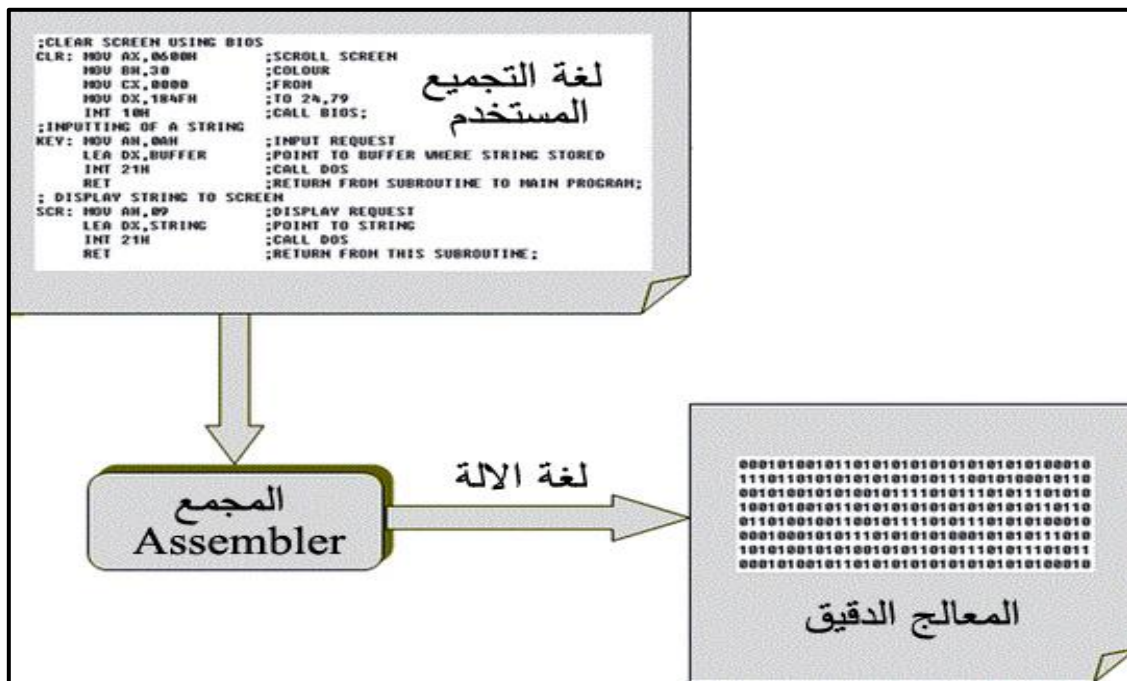 ;CLEAR SCREEN USING BIOS
CLR: MOV AX,0600H ;SCROLL SCREEN
MOV BH,30 ;COLOUR
MOV CX,0000 ;FROM
MOV DX,184FH ;TO 24,79
INT 10H ;CALL BIOS;
;INPUTTING OF A STRING
KEY: MOV AH,0AH ;INPUT REQUEST
LEA DX,BUFFER ;POINT TO BUFFER WHERE STRING STORED
INT 21H ;CALL DOS
RET ;RETURN FROM SUBROUTINE TO MAIN PROGRAM;
; DISPLAY STRING TO SCREEN
SCR: MOV AH,09 ;DISPLAY REQUEST
LEA DX,STRING ;POINT TO STRING
INT 21H ;CALL DOS
RET ;RETURN FROM THIS SUBROUTINE;
لغة التجميع
المستخدم
المجمع
Assembler
لغة الالة
المعالج الدقيق